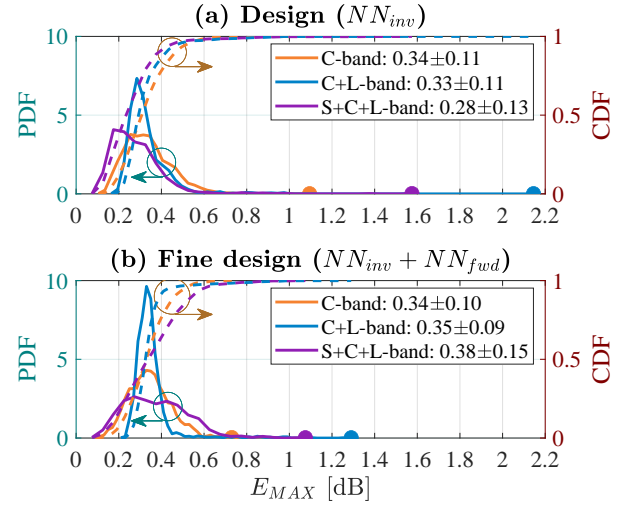 (a) Design (NN_inv)
10
5
0
PDF
1
0.5
0
CDF
C-band: 0.34±0.11
C+L-band: 0.33±0.11
S+C+L-band: 0.28±0.13
0 0.2 0.4 0.6 0.8 1 1.2 1.4 1.6 1.8 2 2.2
(b) Fine design (NN_inv + NN_fwd)
10
5
0
PDF
1
0.5
0
CDF
C-band: 0.34±0.10
C+L-band: 0.35±0.09
S+C+L-band: 0.38±0.15
0 0.2 0.4 0.6 0.8 1 1.2 1.4 1.6 1.8 2 2.2
E_MAX [dB]